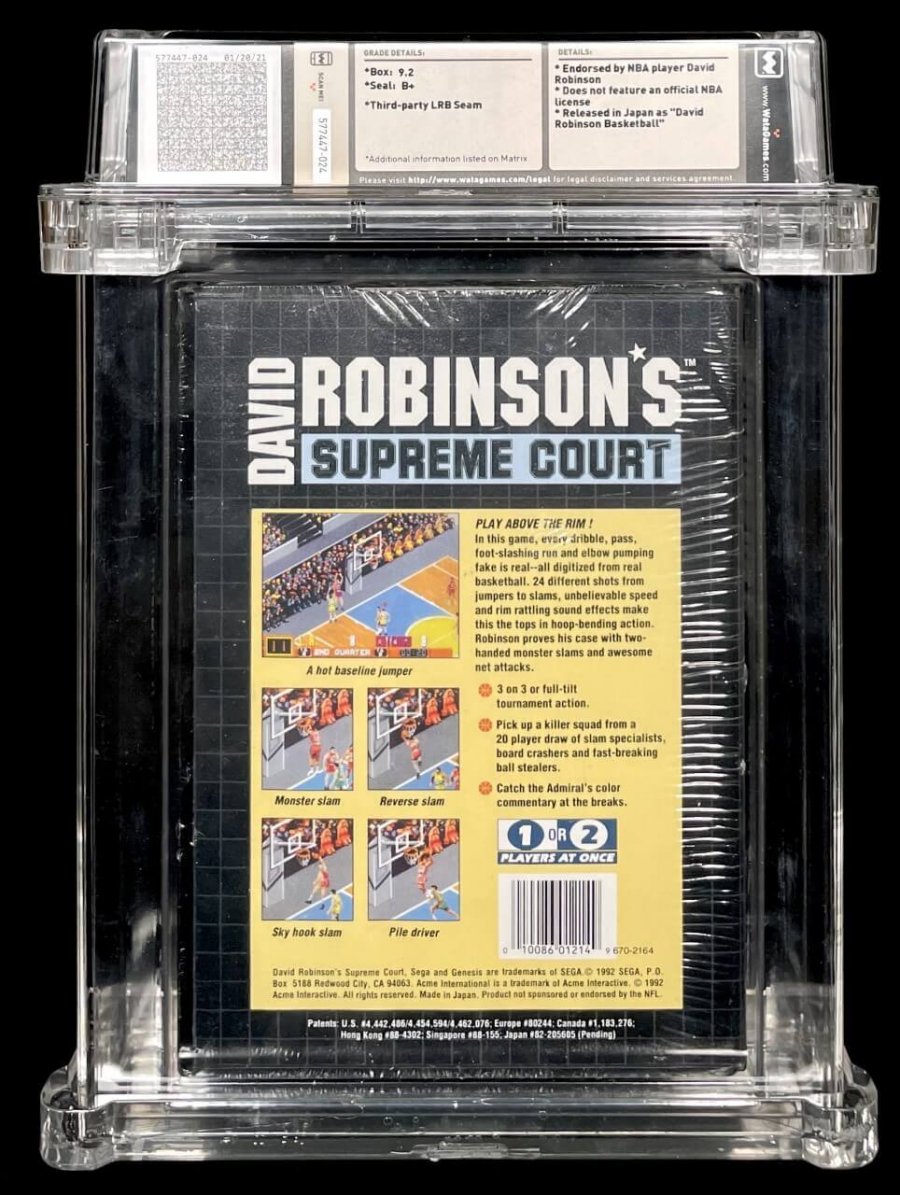 577447-024 01/20/21
SCAN ME!
577447-024
GRADE DETAILS:
*Box: 9.2
*Seal: B+
*Third-party LRB Seam
*Additional information listed on Matrix
DETAILS:
* Endorsed by NBA player David
Robinson
* Does not feature an official NBA
license
* Released in Japan as "David
Robinson Basketball"
www.WataGames.com
Please visit http://www.watagames.com/legal for legal disclaimer and services agreement
DAVID
ROBINSON'S™
SUPREME COURT
PLAY ABOVE THE RIM !
In this game, every dribble, pass,
foot-slashing run and elbow pumping
fake is real--all digitized from real
basketball. 24 different shots from
jumpers to slams, unbelievable speed
and rim rattling sound effects make
this the tops in hoop-bending action.
Robinson proves his case with two-
handed monster slams and awesome
net attacks.
L.A. 8 CHICAGO 8
2ND QUARTER
A hot baseline jumper
3 on 3 or full-tilt
tournament action.
Pick up a killer squad from a
20 player draw of slam specialists,
board crashers and fast-breaking
ball stealers.
Catch the Admiral's color
commentary at the breaks.
Monster slam
Reverse slam
Sky hook slam
Pile driver
1 OR 2
PLAYERS AT ONCE
0 10086 01214 9 670-2164
David Robinson's Supreme Court, Sega and Genesis are trademarks of SEGA.© 1992 SEGA, P.O.
Box 5188 Redwood City, CA 94063. Acme International is a trademark of Acme Interactive. © 1992
Acme Interactive. All rights reserved. Made in Japan. Product not sponsored or endorsed by the NFL.
Patents: U.S. #4,442,486/4,454,594/4,462,076; Europe #80244; Canada #1,183,276;
Hong Kong #88-4302; Singapore #88-155; Japan #82-205605 (Pending)